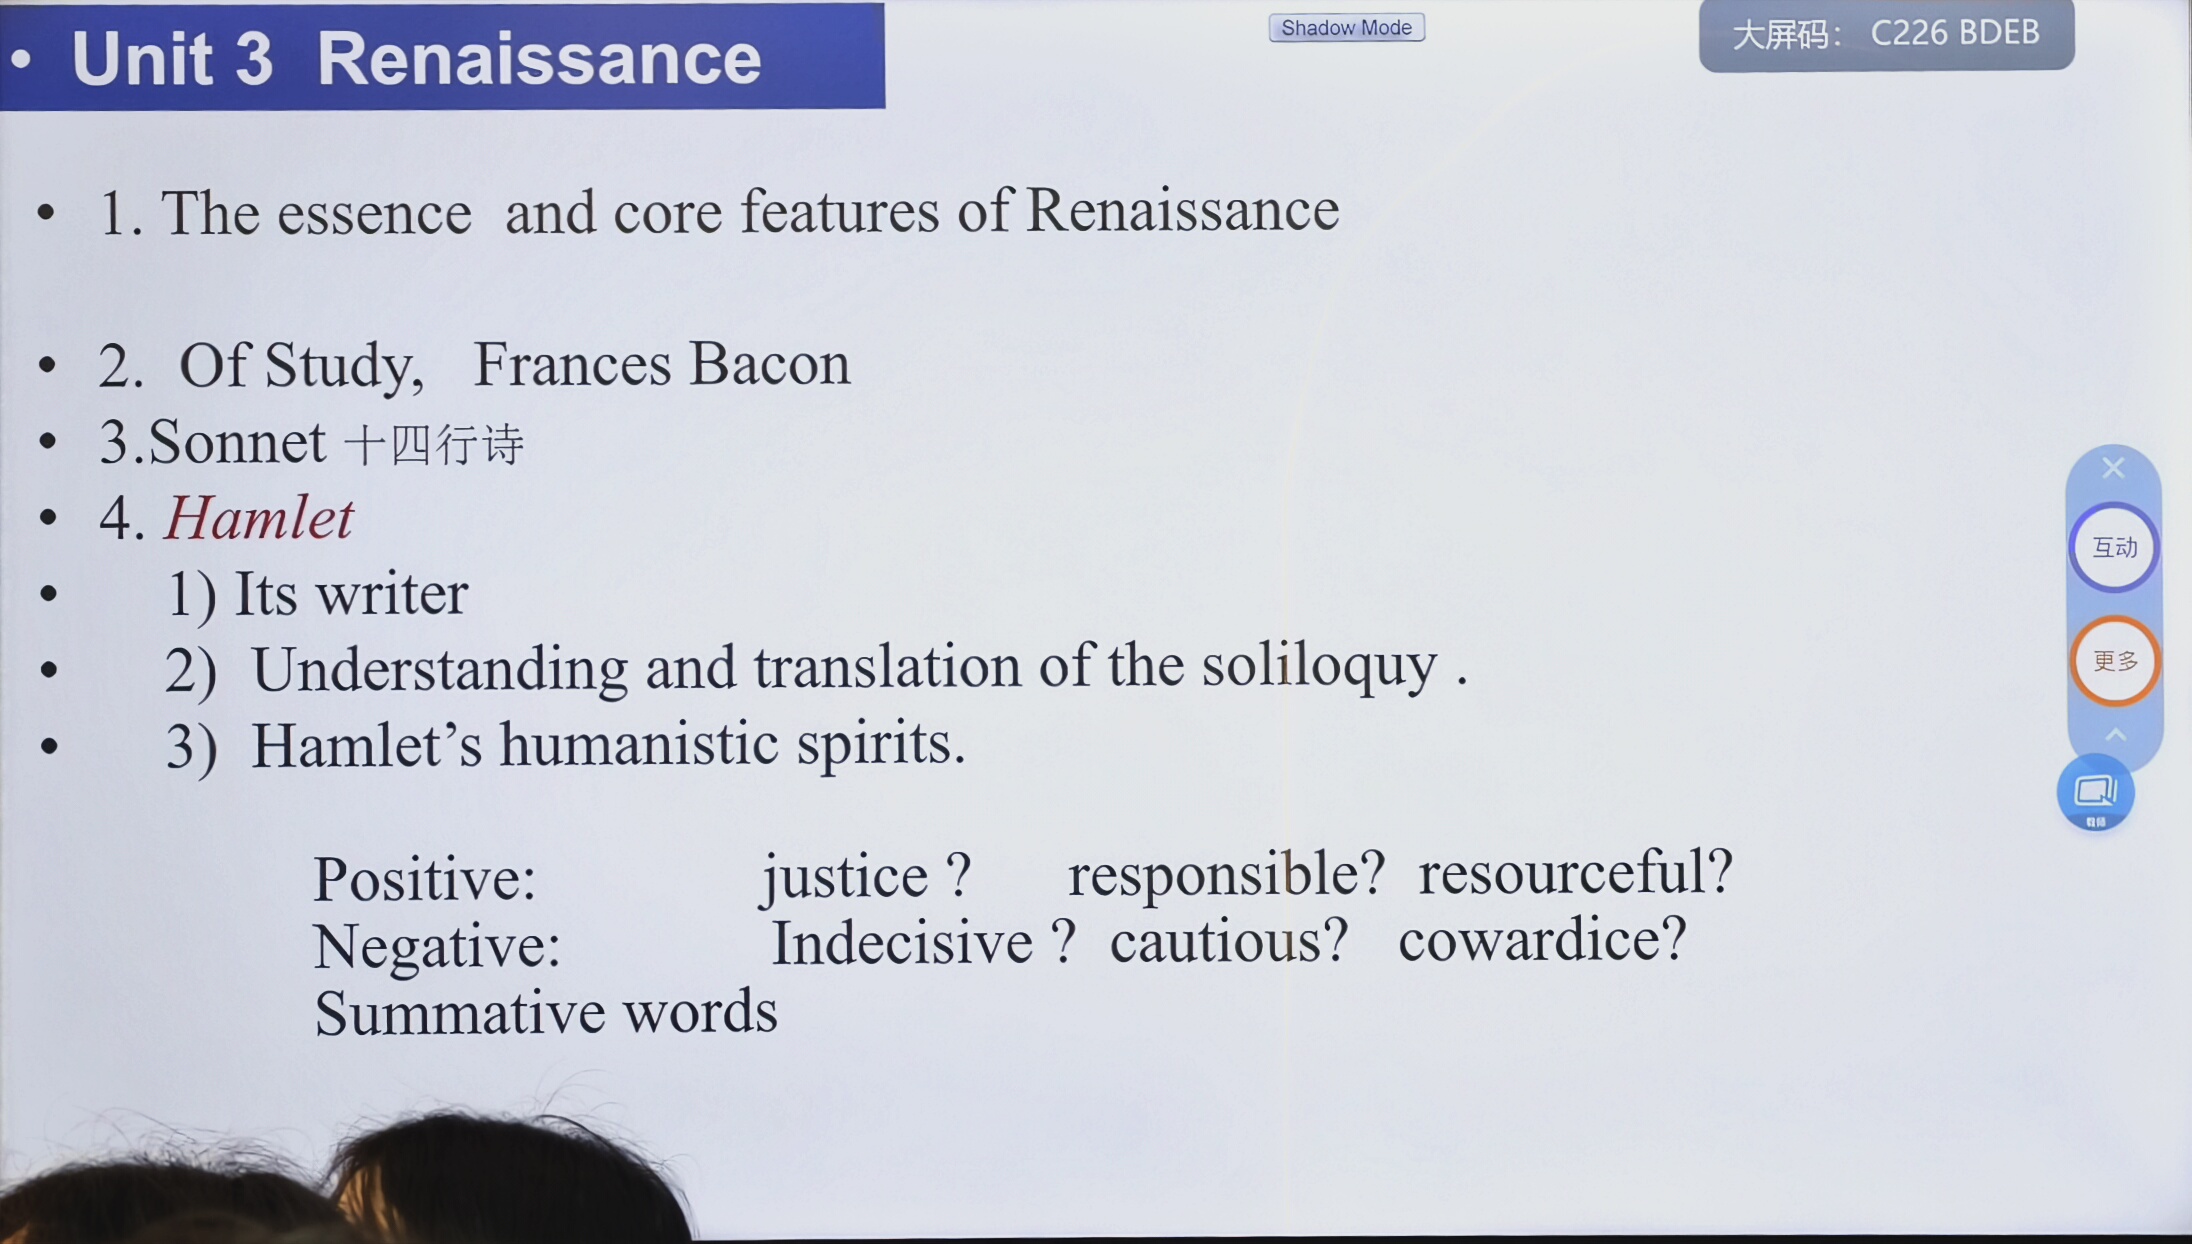 • Unit 3 Renaissance
Shadow Mode
大屏码： C226 BDEB
• 1. The essence and core features of Renaissance
• 2. Of Study, Frances Bacon
• 3.Sonnet 十四行诗
• 4. Hamlet
• 1) Its writer
• 2) Understanding and translation of the soliloquy .
• 3) Hamlet’s humanistic spirits.
Positive: justice ? responsible? resourceful?
Negative: Indecisive ? cautious? cowardice?
Summative words
互动
更多
教师